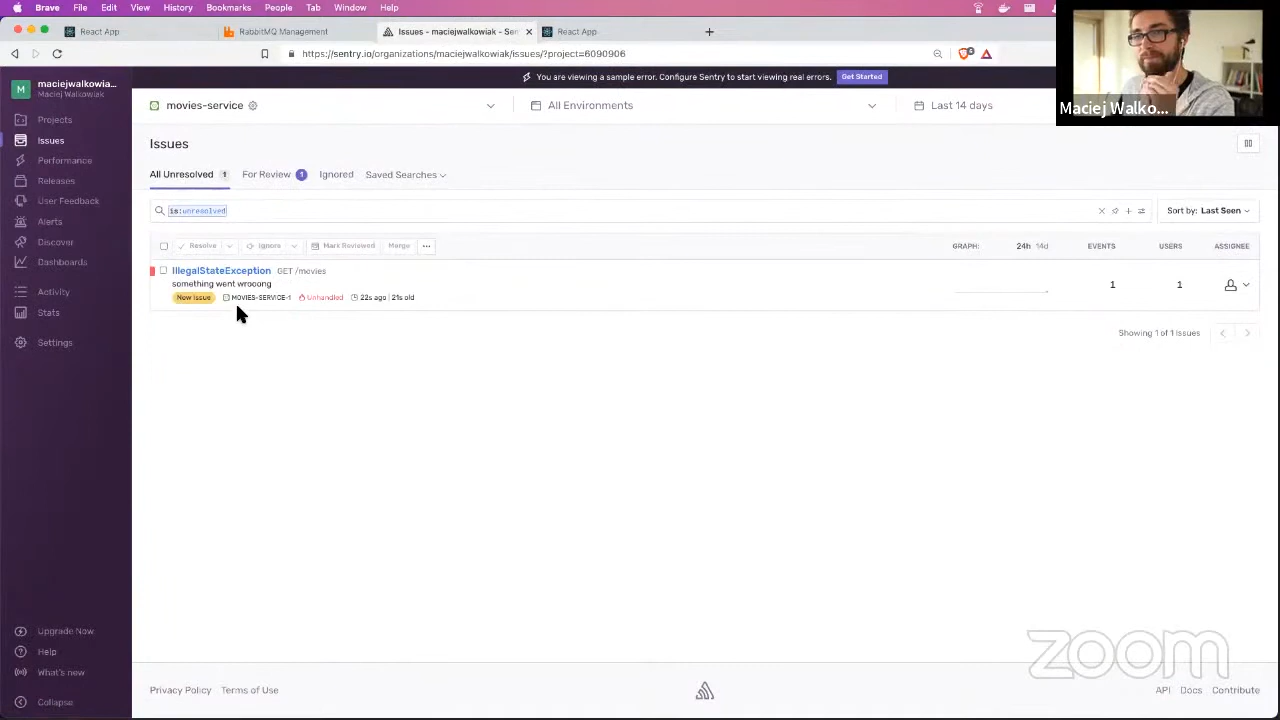 Brave File Edit View History Bookmarks People Tab Window Help
React App
RabbitMQ Management
Issues - maciejwalkowiak - Sen
React App
https://sentry.io/organizations/maciejwalkowiak/issues/?project=6090906
You are viewing a sample error. Configure Sentry to start viewing real errors. Get Started
M
maciejwalkowia...
Maciej Walkowiak
Projects
Issues
Performance
Releases
User Feedback
Alerts
Discover
Dashboards
Activity
Stats
Settings
Upgrade Now
Help
What's new
Collapse
movies-service
All Environments
Last 14 days
Issues
All Unresolved 1
For Review 1
Ignored
Saved Searches
is:unresolved
Sort by: Last Seen
Resolve
Ignore
Mark Reviewed
Merge
...
GRAPH: 24h 14d
EVENTS
USERS
ASSIGNEE
IllegalStateException GET /movies
something went wrooong
New Issue MOVIES-SERVICE-1 Unhandled 22s ago | 21s old
1
1
Showing 1 of 1 Issues
Privacy Policy Terms of Use
API Docs Contribute
Maciej Walko...
zoom